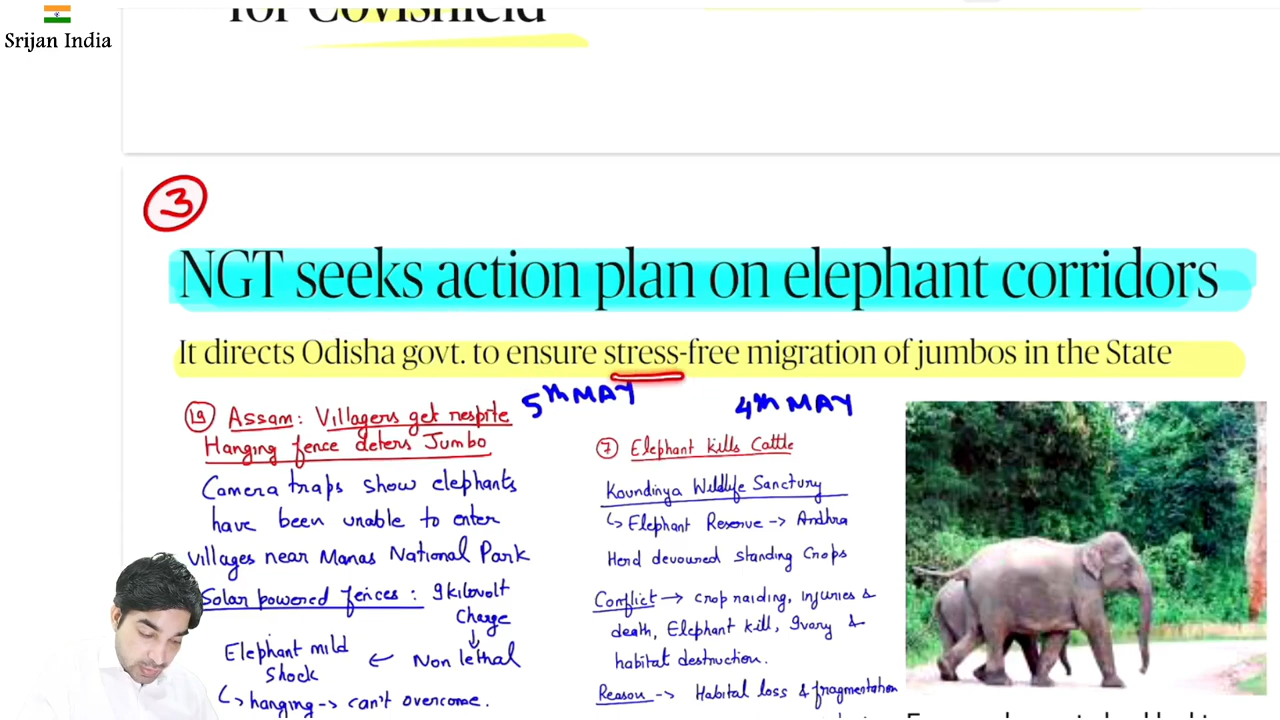 for Covishield
Srijan India
3
NGT seeks action plan on elephant corridors
It directs Odisha govt. to ensure stress-free migration of jumbos in the State
5th MAY
4th MAY
19 Assam: Villagers get respite
Hanging fence deters Jumbo
Camera traps show elephants
have been unable to enter
villages near Manas National Park
Solar powered fences: 9 kilovolt
Charge
↓
Elephant mild ← Non lethal
Shock
↳ hanging → can't overcome.
7 Elephant Kills Cattle
Koundinya Wildlife Sanctury
↳ Elephant Reserve → Andhra
Herd devoured standing Crops
Conflict → crop raiding, injuries &
death, Elephant kill, Ivary &
habitat destruction.
Reason → Habital loss & fragmentation